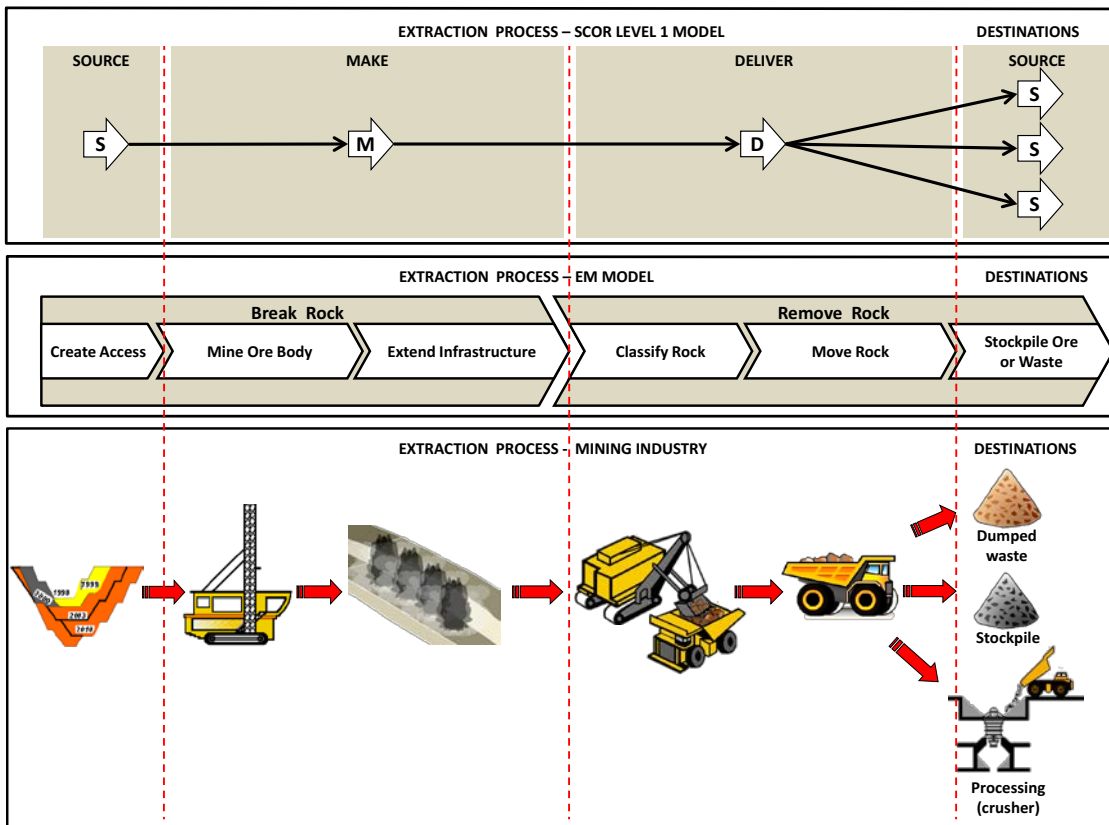 EXTRACTION PROCESS – SCOR LEVEL 1 MODEL
DESTINATIONS
SOURCE
MAKE
DELIVER
SOURCE
S
M
D
S
S
S
EXTRACTION PROCESS – EM MODEL
DESTINATIONS
Break Rock
Remove Rock
Create Access
Mine Ore Body
Extend Infrastructure
Classify Rock
Move Rock
Stockpile Ore
or Waste
EXTRACTION PROCESS - MINING INDUSTRY
DESTINATIONS
1999
1998
2000
2003
2010
Dumped
waste
Stockpile
Processing
(crusher)